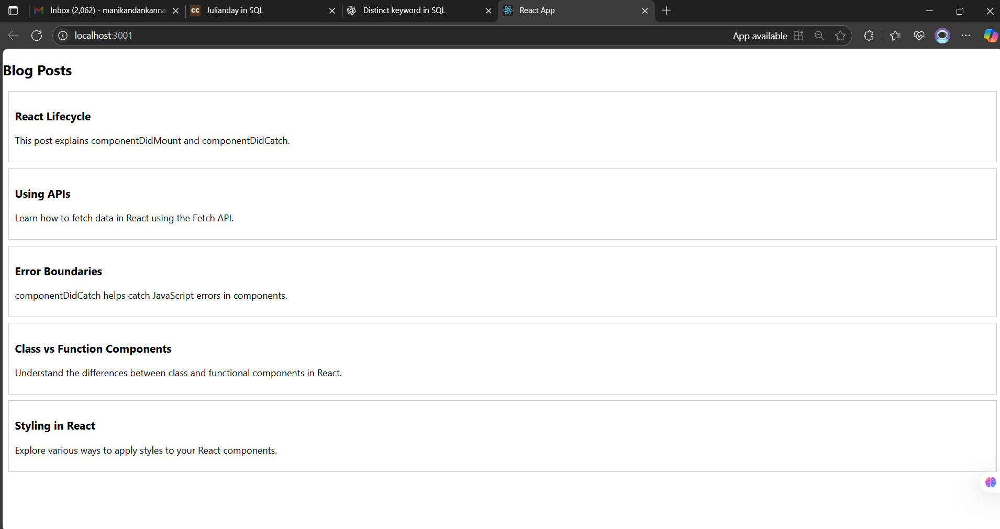 Inbox (2,062) - manikandankanna
CC Julianday in SQL
Distinct keyword in SQL
React App
localhost:3001
App available
Blog Posts
React Lifecycle
This post explains componentDidMount and componentDidCatch.
Using APIs
Learn how to fetch data in React using the Fetch API.
Error Boundaries
componentDidCatch helps catch JavaScript errors in components.
Class vs Function Components
Understand the differences between class and functional components in React.
Styling in React
Explore various ways to apply styles to your React components.